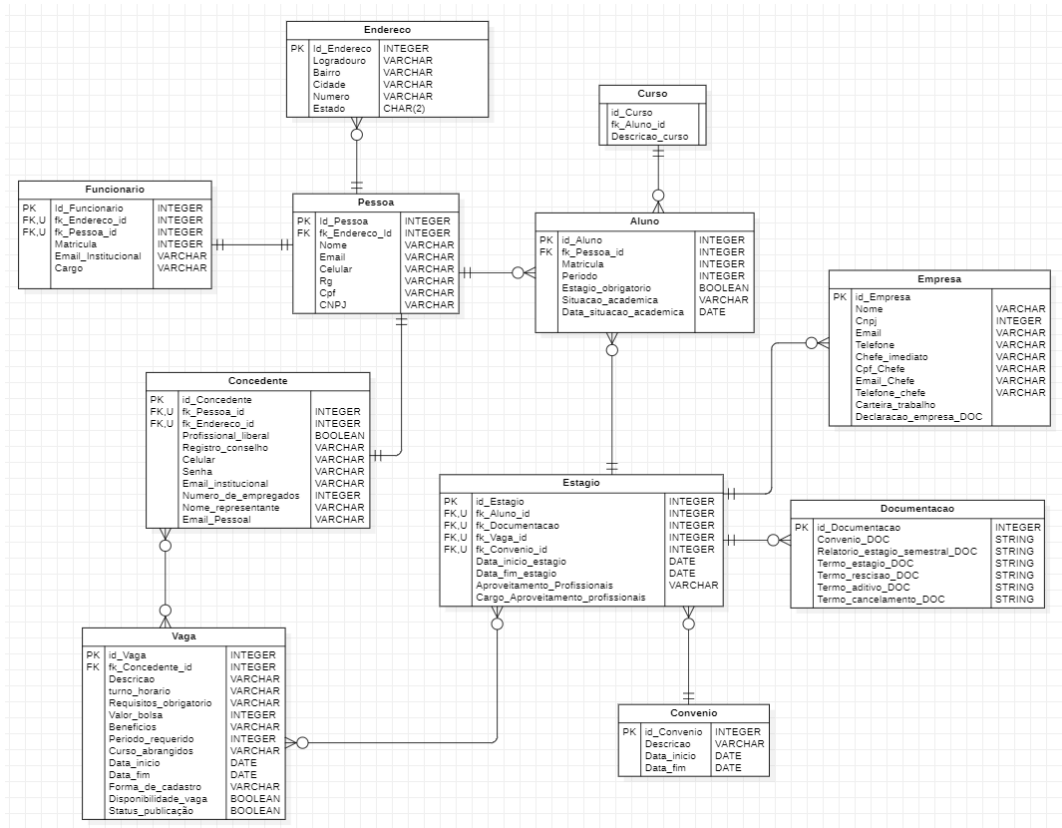 Endereco
PK Id_Endereco INTEGER
Logradouro VARCHAR
Bairro VARCHAR
Cidade VARCHAR
Numero VARCHAR
Estado CHAR(2)
Curso
id_Curso
fk_Aluno_id
Descricao_curso
Funcionario
PK Id_Funcionario INTEGER
FK,U fk_Endereco_id INTEGER
FK,U fk_Pessoa_id INTEGER
Matricula INTEGER
Email_Institucional VARCHAR
Cargo VARCHAR
Pessoa
PK Id_Pessoa INTEGER
FK fk_Endereco_Id INTEGER
Nome VARCHAR
Email VARCHAR
Celular VARCHAR
Rg VARCHAR
Cpf VARCHAR
CNPJ VARCHAR
Aluno
PK id_Aluno INTEGER
FK fk_Pessoa_id INTEGER
Matricula INTEGER
Periodo INTEGER
Estagio_obrigatorio BOOLEAN
Situacao_academica VARCHAR
Data_situacao_academica DATE
Empresa
PK id_Empresa
Nome VARCHAR
Cnpj INTEGER
Email VARCHAR
Telefone VARCHAR
Chefe_imediato VARCHAR
Cpf_Chefe VARCHAR
Email_Chefe VARCHAR
Telefone_chefe VARCHAR
Carteira_trabalho
Declaracao_empresa_DOC
Concedente
PK id_Concedente
FK,U fk_Pessoa_id INTEGER
FK,U fk_Endereco_id INTEGER
Profissional_liberal BOOLEAN
Registro_conselho VARCHAR
Celular VARCHAR
Senha VARCHAR
Email_institucional VARCHAR
Numero_de_empregados INTEGER
Nome_representante VARCHAR
Email_Pessoal VARCHAR
Estagio
PK id_Estagio INTEGER
FK,U fk_Aluno_id INTEGER
FK,U fk_Documentacao INTEGER
FK,U fk_Vaga_id INTEGER
FK,U fk_Convenio_id INTEGER
Data_inicio_estagio DATE
Data_fim_estagio DATE
Aproveitamento_Profissionais VARCHAR
Cargo_Aproveitamento_profissionais
Documentacao
PK id_Documentacao INTEGER
Convenio_DOC STRING
Relatorio_estagio_semestral_DOC STRING
Termo_estagio_DOC STRING
Termo_rescisao_DOC STRING
Termo_aditivo_DOC STRING
Termo_cancelamento_DOC STRING
Vaga
PK id_Vaga INTEGER
FK fk_Concedente_id INTEGER
Descricao VARCHAR
turno_horario VARCHAR
Requisitos_obrigatorio VARCHAR
Valor_bolsa INTEGER
Beneficios VARCHAR
Periodo_requerido INTEGER
Curso_abrangidos VARCHAR
Data_inicio DATE
Data_fim DATE
Forma_de_cadastro VARCHAR
Disponibilidade_vaga BOOLEAN
Status_publicação BOOLEAN
Convenio
PK id_Convenio INTEGER
Descricao VARCHAR
Data_inicio DATE
Data_fim DATE